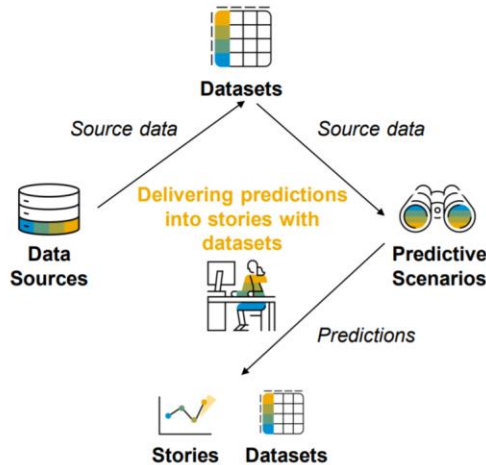 Datasets
Source data
Source data
Delivering predictions
into stories with
datasets
Data
Sources
Predictive
Scenarios
Predictions
Stories
Datasets